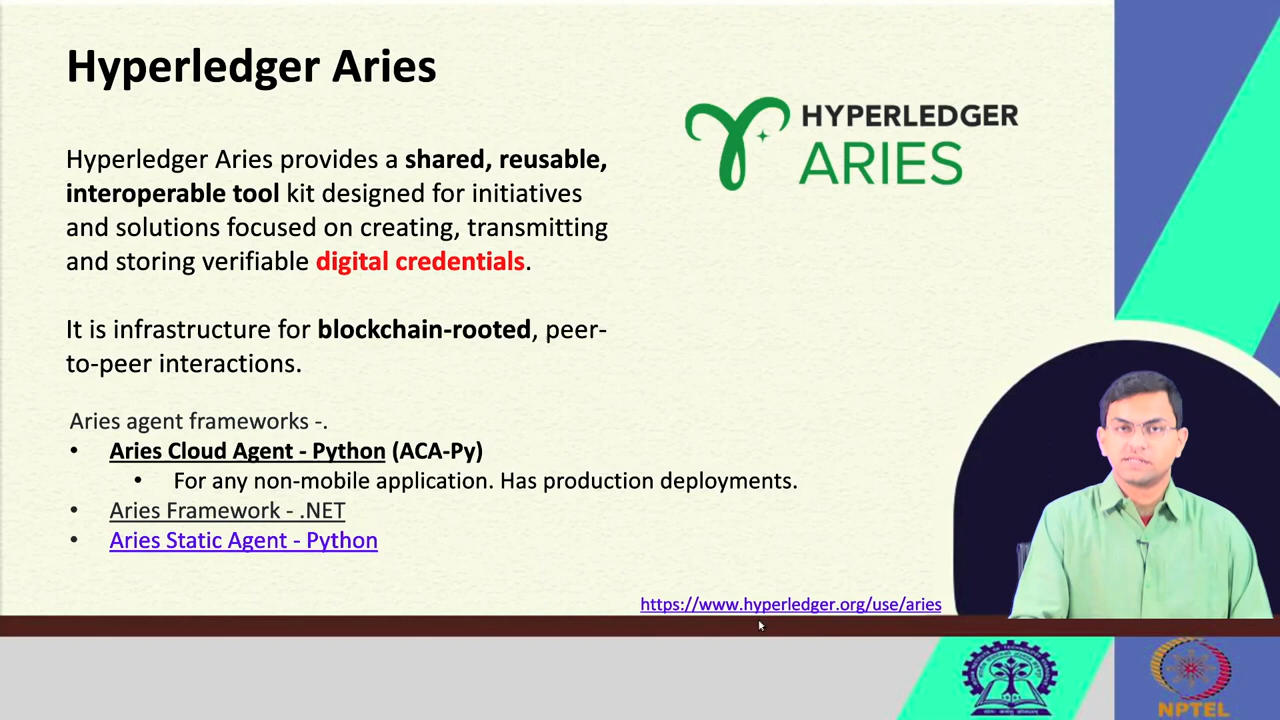 Hyperledger Aries
HYPERLEDGER
ARIES
Hyperledger Aries provides a shared, reusable,
interoperable tool kit designed for initiatives
and solutions focused on creating, transmitting
and storing verifiable digital credentials.
It is infrastructure for blockchain-rooted, peer-
to-peer interactions.
Aries agent frameworks -.
• Aries Cloud Agent - Python (ACA-Py)
• For any non-mobile application. Has production deployments.
• Aries Framework - .NET
• Aries Static Agent - Python
https://www.hyperledger.org/use/aries
NPTEL